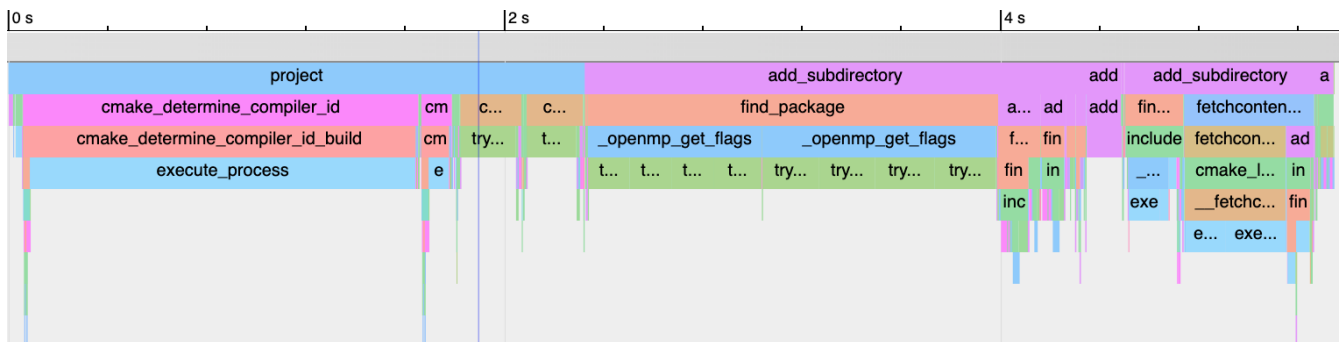 0 s 2 s 4 s
project add_subdirectory add add_subdirectory a
cmake_determine_compiler_id cm c... c... find_package a... ad add fin... fetchconten...
cmake_determine_compiler_id_build cm try... t... _openmp_get_flags _openmp_get_flags f... fin include fetchcon... ad
execute_process e t... t... t... t... try... try... try... try... fin in _... cmake_l... in
inc exe __fetchc... fin
e... exe...